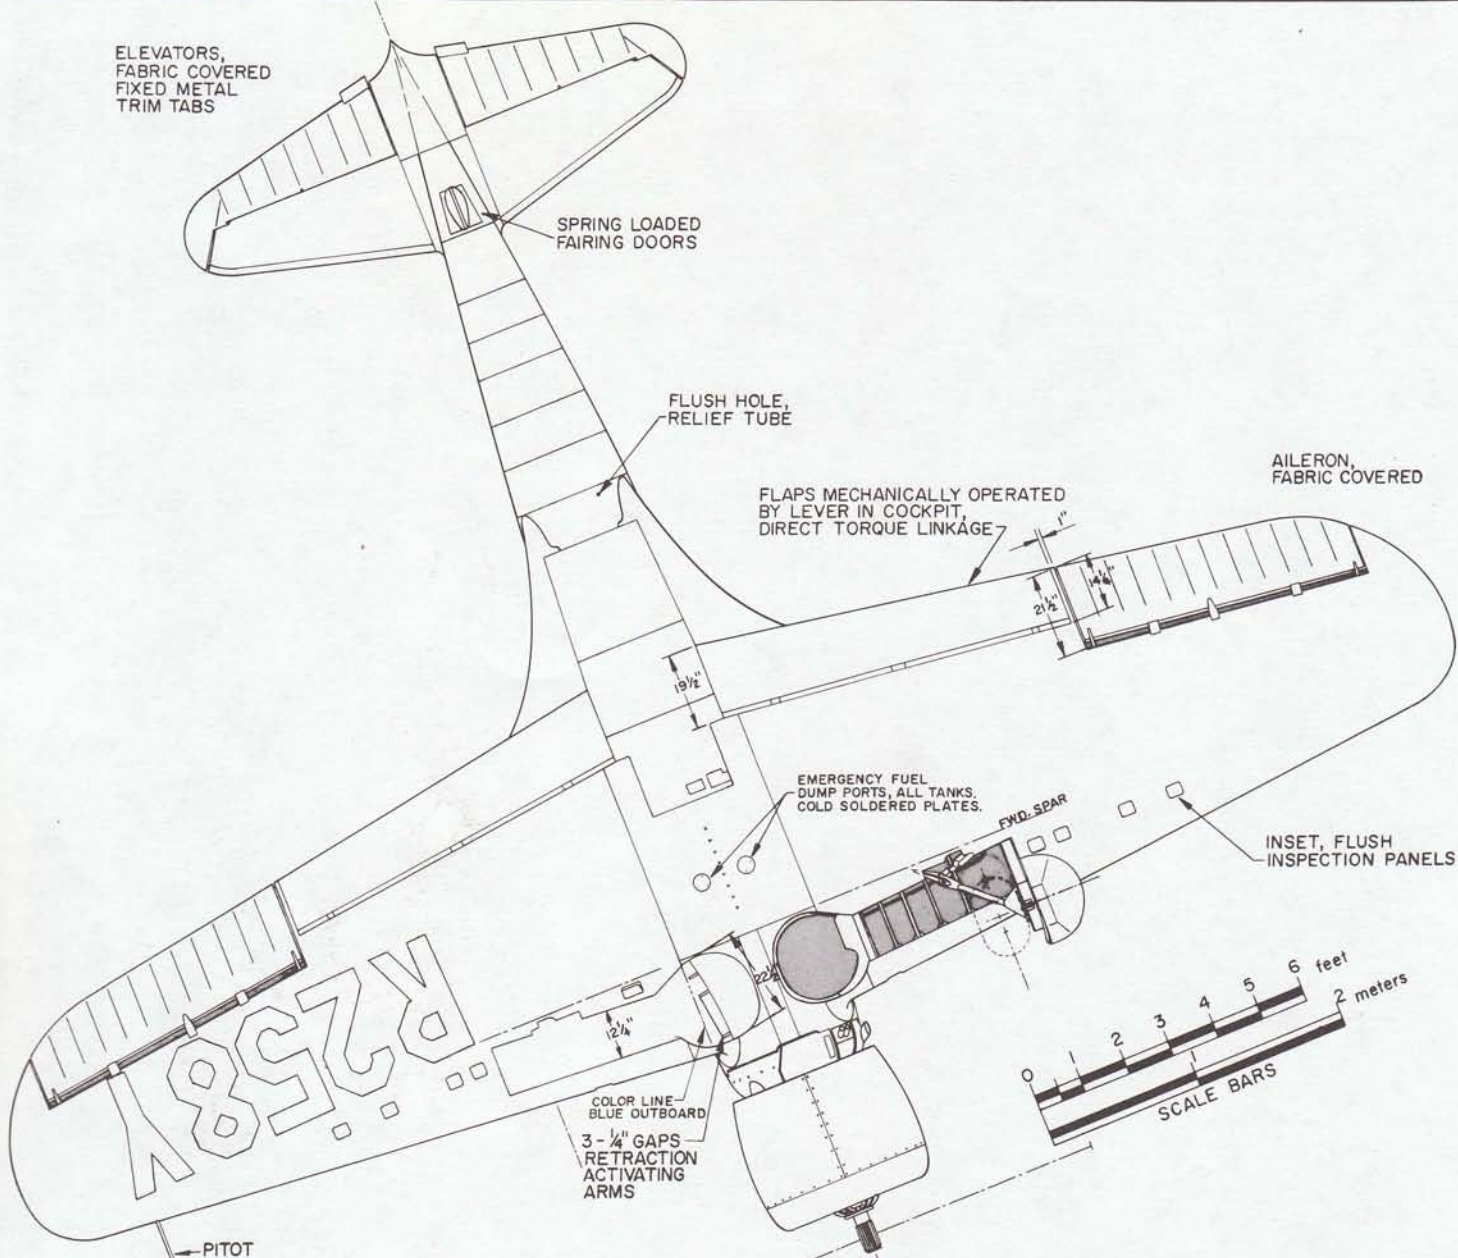 ELEVATORS,
FABRIC COVERED
FIXED METAL
TRIM TABS
SPRING LOADED
FAIRING DOORS
FLUSH HOLE,
RELIEF TUBE
AILERON,
FABRIC COVERED
FLAPS MECHANICALLY OPERATED
BY LEVER IN COCKPIT,
DIRECT TORQUE LINKAGE
1"
14¼"
21½"
19½"
EMERGENCY FUEL
DUMP PORTS, ALL TANKS.
COLD SOLDERED PLATES.
FWD. SPAR
INSET, FLUSH
INSPECTION PANELS
R258Y
22½"
12¼"
COLOR LINE
BLUE OUTBOARD
3-¼" GAPS
RETRACTION
ACTIVATING
ARMS
0 1 2 3 4 5 6 feet
1 2 meters
SCALE BARS
PITOT